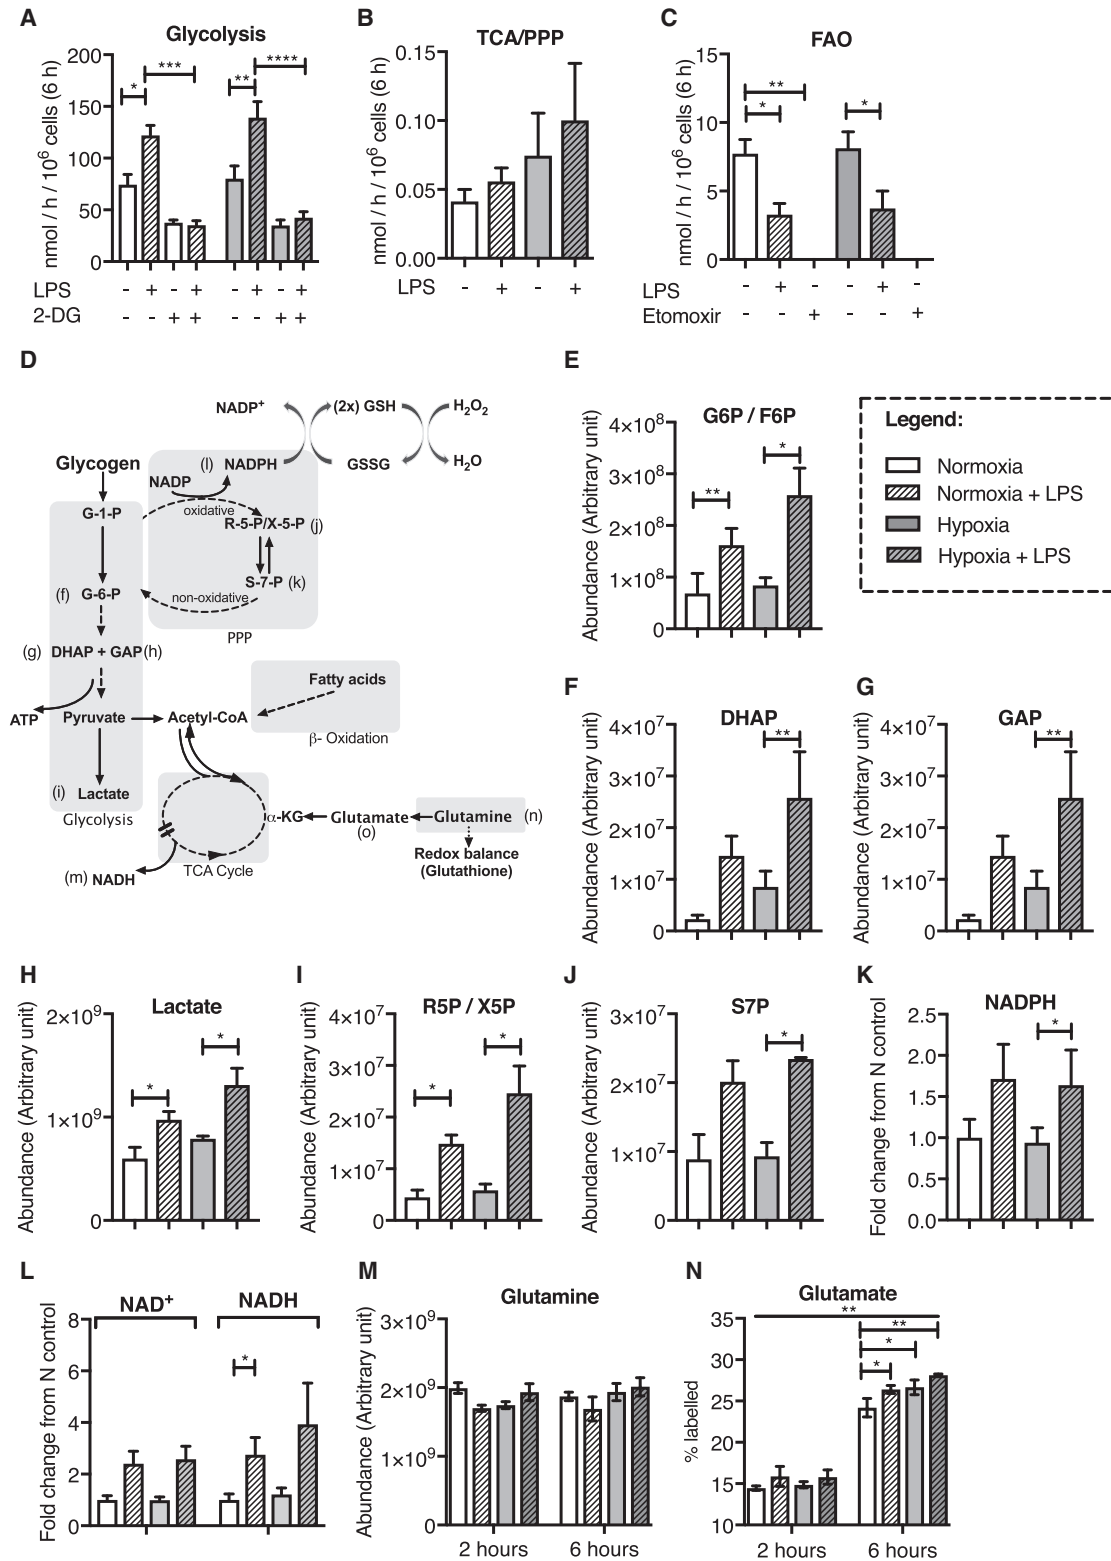 A
Glycolysis
nmol / h / 10⁶ cells (6 h)
200
150
100
50
0
*
***
**
****
LPS - + - + - + - +
2-DG - - + + - - + +
B
TCA/PPP
nmol / h / 10⁶ cells (6 h)
0.15
0.10
0.05
0.00
LPS - + - +
C
FAO
nmol / h / 10⁶ cells (6 h)
15
10
5
0
**
*
*
LPS - + - - + -
Etomoxir - - + - - +
D
NADP⁺ (2x) GSH H₂O₂
Glycogen (l) NADPH GSSG H₂O
NADP
G-1-P oxidative
R-5-P/X-5-P (j)
S-7-P (k)
(f) G-6-P non-oxidative
PPP
(g) DHAP + GAP (h)
Fatty acids
ATP Pyruvate Acetyl-CoA
β- Oxidation
(i) Lactate
Glycolysis α-KG Glutamate Glutamine (n)
(o)
Redox balance
(Glutathione)
TCA Cycle
(m) NADH
E
G6P / F6P
Abundance (Arbitrary unit)
4×10⁸
3×10⁸
2×10⁸
1×10⁸
0
**
*
Legend:
Normoxia
Normoxia + LPS
Hypoxia
Hypoxia + LPS
F
DHAP
Abundance (Arbitrary unit)
4×10⁷
3×10⁷
2×10⁷
1×10⁷
0
**
G
GAP
Abundance (Arbitrary unit)
4×10⁷
3×10⁷
2×10⁷
1×10⁷
0
**
H
Lactate
Abundance (Arbitrary unit)
2×10⁹
1×10⁹
0
*
*
I
R5P / X5P
Abundance (Arbitrary unit)
4×10⁷
3×10⁷
2×10⁷
1×10⁷
0
*
*
J
S7P
Abundance (Arbitrary unit)
3×10⁷
2×10⁷
1×10⁷
0
*
K
NADPH
Fold change from N control
2.5
2.0
1.5
1.0
0.5
0.0
*
L
NAD⁺ NADH
Fold change from N control
8
6
4
2
0
*
M
Glutamine
Abundance (Arbitrary unit)
3×10⁹
2×10⁹
1×10⁹
0
2 hours 6 hours
N
Glutamate
% labelled
35
30
25
20
15
10
**
**
*
*
2 hours 6 hours